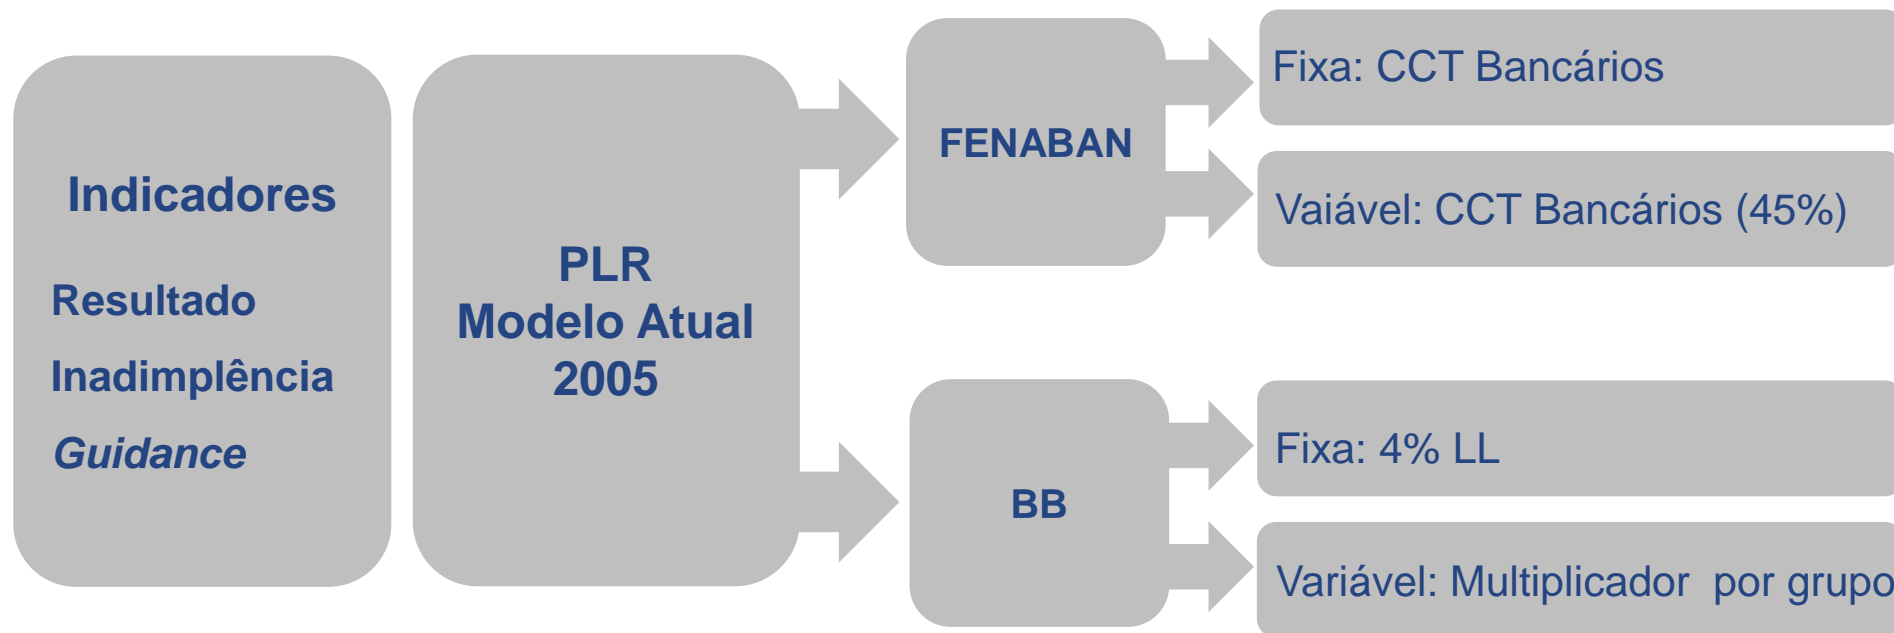 Indicadores
Resultado
Inadimplência
Guidance
PLR
Modelo Atual
2005
FENABAN
Fixa: CCT Bancários
Vaiável: CCT Bancários (45%)
BB
Fixa: 4% LL
Variável: Multiplicador por grupo